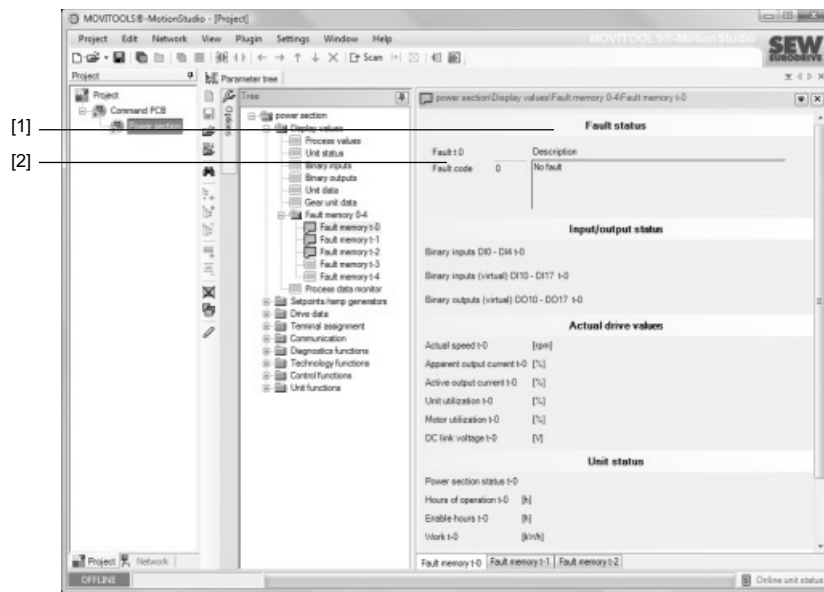 MOVITOOLS®-MotionStudio - [Project]
Project Edit Network View Plugin Settings Window Help
MOVITOOLS®-MotionStudio
SEW
EURODRIVE
Scan
Project
Parameter tree
Project
Command PCB
Power section
Options
Tree
power section
Display values
Process values
Unit status
Binary inputs
Binary outputs
Unit data
Gear unit data
Fault memory 0-4
Fault memory t-0
Fault memory t-1
Fault memory t-2
Fault memory t-3
Fault memory t-4
Process data monitor
Setpoints/ramp generators
Drive data
Terminal assignment
Communication
Diagnostics functions
Technology functions
Control functions
Unit functions
power section\Display values\Fault memory 0-4\Fault memory t-0
[1]
Fault status
[2]
Fault t 0 Description
Fault code 0 No fault
Input/output status
Binary inputs DI0 - DI4 t-0
Binary inputs (virtual) DI10 - DI17 t-0
Binary outputs (virtual) DO10 - DO17 t-0
Actual drive values
Actual speed t-0 [rpm]
Apparent output current t-0 [%]
Active output current t-0 [%]
Unit utilization t-0 [%]
Motor utilization t-0 [%]
DC link voltage t-0 [V]
Unit status
Power section status t-0
Hours of operation t-0 [h]
Enable hours t-0 [h]
Work t-0 [kWh]
Project Network
Fault memory t-0 Fault memory t-1 Fault memory t-2
OFFLINE
Online unit status